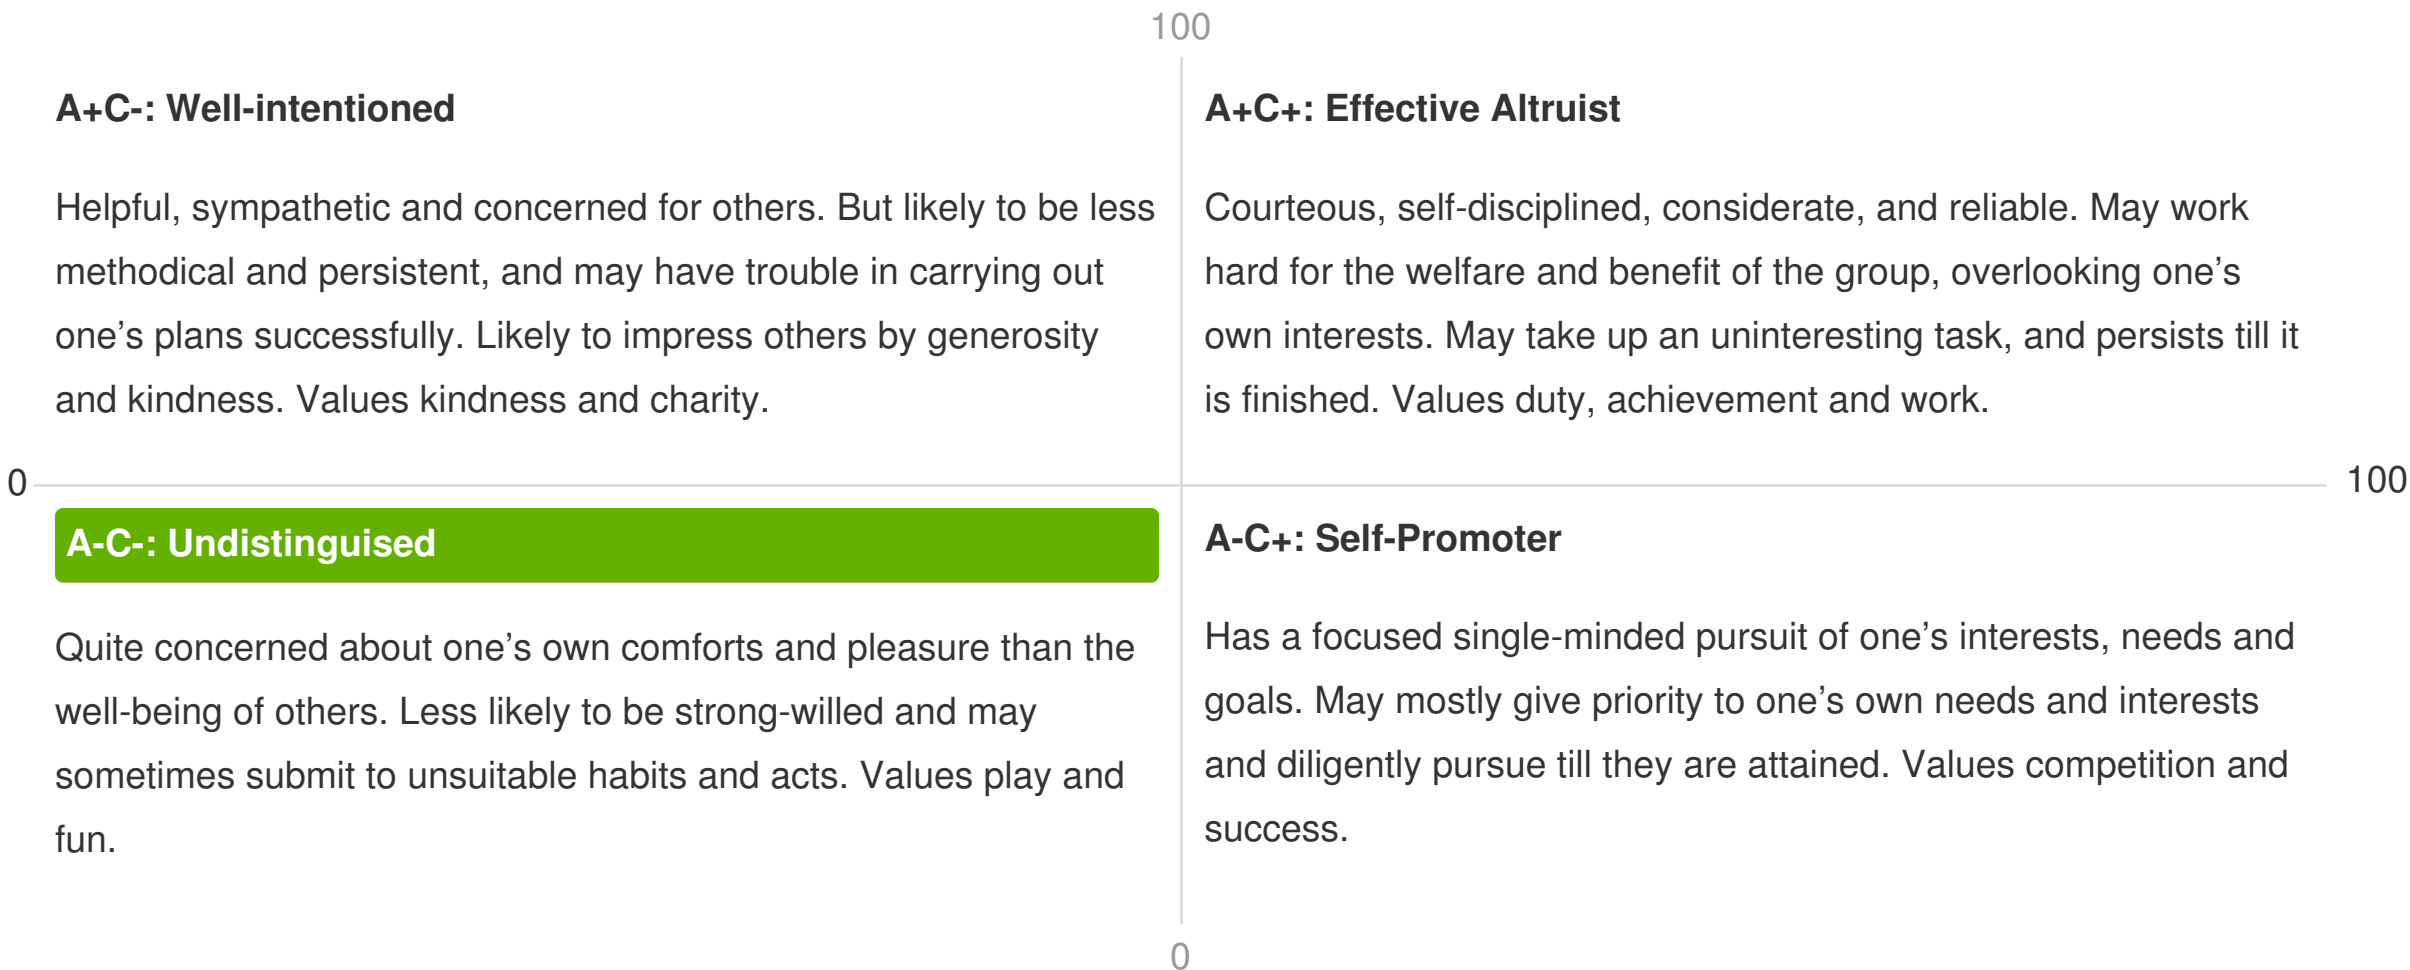 100
A+C-: Well-intentioned
Helpful, sympathetic and concerned for others. But likely to be less
methodical and persistent, and may have trouble in carrying out
one’s plans successfully. Likely to impress others by generosity
and kindness. Values kindness and charity.
A+C+: Effective Altruist
Courteous, self-disciplined, considerate, and reliable. May work
hard for the welfare and benefit of the group, overlooking one’s
own interests. May take up an uninteresting task, and persists till it
is finished. Values duty, achievement and work.
0
100
A-C-: Undistinguised
Quite concerned about one’s own comforts and pleasure than the
well-being of others. Less likely to be strong-willed and may
sometimes submit to unsuitable habits and acts. Values play and
fun.
A-C+: Self-Promoter
Has a focused single-minded pursuit of one’s interests, needs and
goals. May mostly give priority to one’s own needs and interests
and diligently pursue till they are attained. Values competition and
success.
0